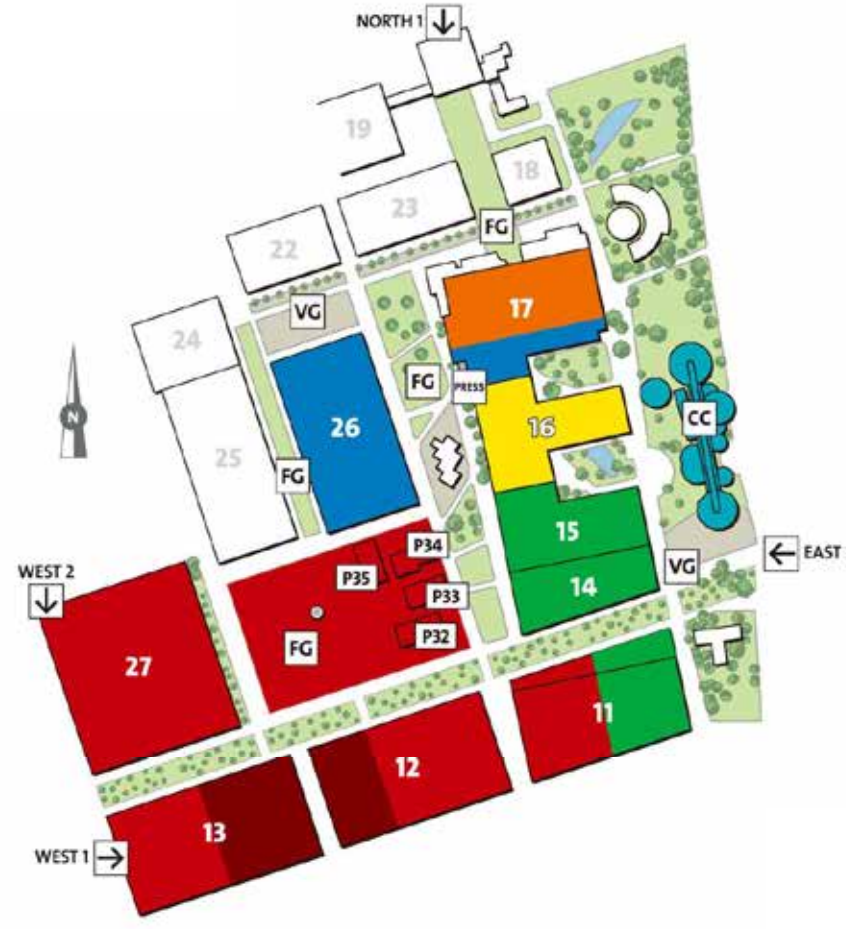 NORTH 1
19
18
23
FG
22
VG
17
24
FG
PRESS
CC
16
26
25
FG
15
P34
EAST
VG
P35
WEST 2
14
P33
P32
FG
27
11
12
13
WEST 1
N